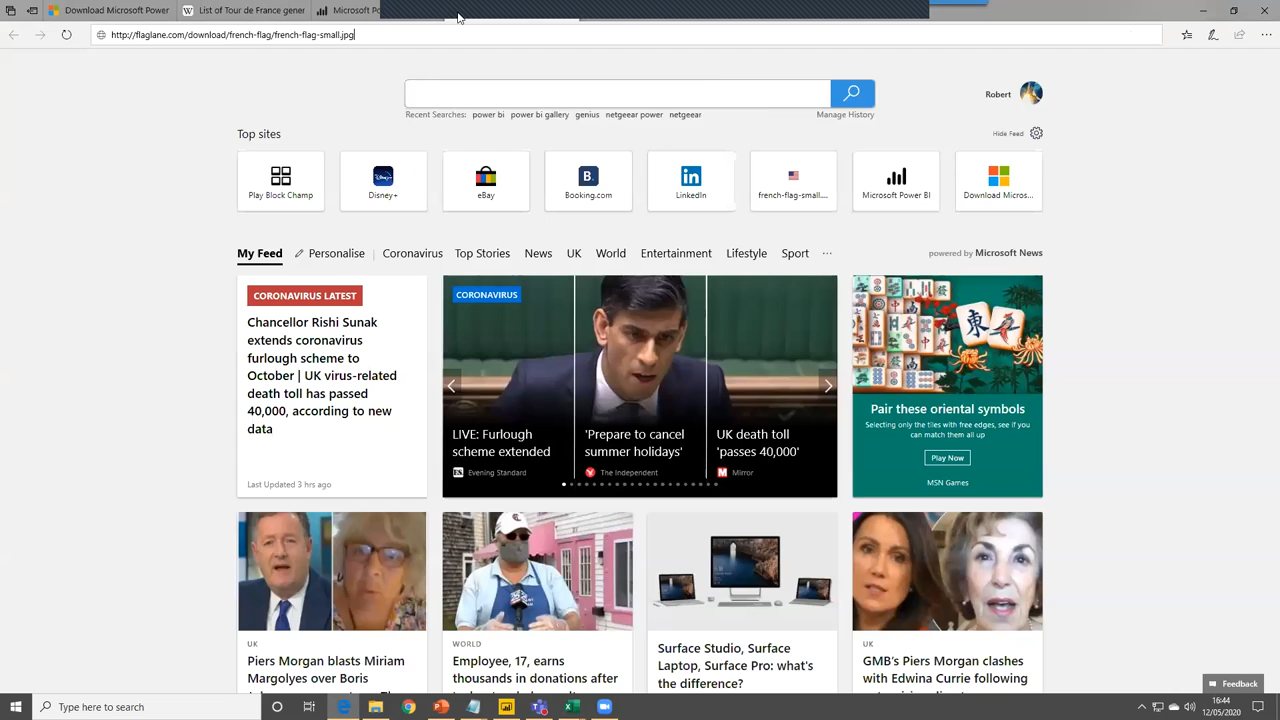 Download Microsoft Power
List of Tour de France gener
Microsoft Po
http://flaglane.com/download/french-flag/french-flag-small.jpg
Robert
Recent Searches: power bi power bi gallery genius netgear power netgear
Manage History
Top sites
Hide Feed
Play Block Champ
Disney+
eBay
Booking.com
LinkedIn
french-flag-small....
Microsoft Power BI
Download Micros...
My Feed
Personalise
Coronavirus
Top Stories
News
UK
World
Entertainment
Lifestyle
Sport
...
powered by Microsoft News
CORONAVIRUS LATEST
Chancellor Rishi Sunak
extends coronavirus
furlough scheme to
October | UK virus-related
death toll has passed
40,000, according to new
data
Last Updated 3 hrs ago
CORONAVIRUS
LIVE: Furlough
scheme extended
Evening Standard
'Prepare to cancel
summer holidays'
The Independent
UK death toll
'passes 40,000'
Mirror
Pair these oriental symbols
Selecting only the tiles with free edges, see if you
can match them all up
Play Now
MSN Games
UK
Piers Morgan blasts Miriam
Margolyes over Boris
WORLD
Employee, 17, earns
thousands in donations after
Surface Studio, Surface
Laptop, Surface Pro: what's
the difference?
UK
GMB's Piers Morgan clashes
with Edwina Currie following
Feedback
Type here to search
16:44
12/05/2020